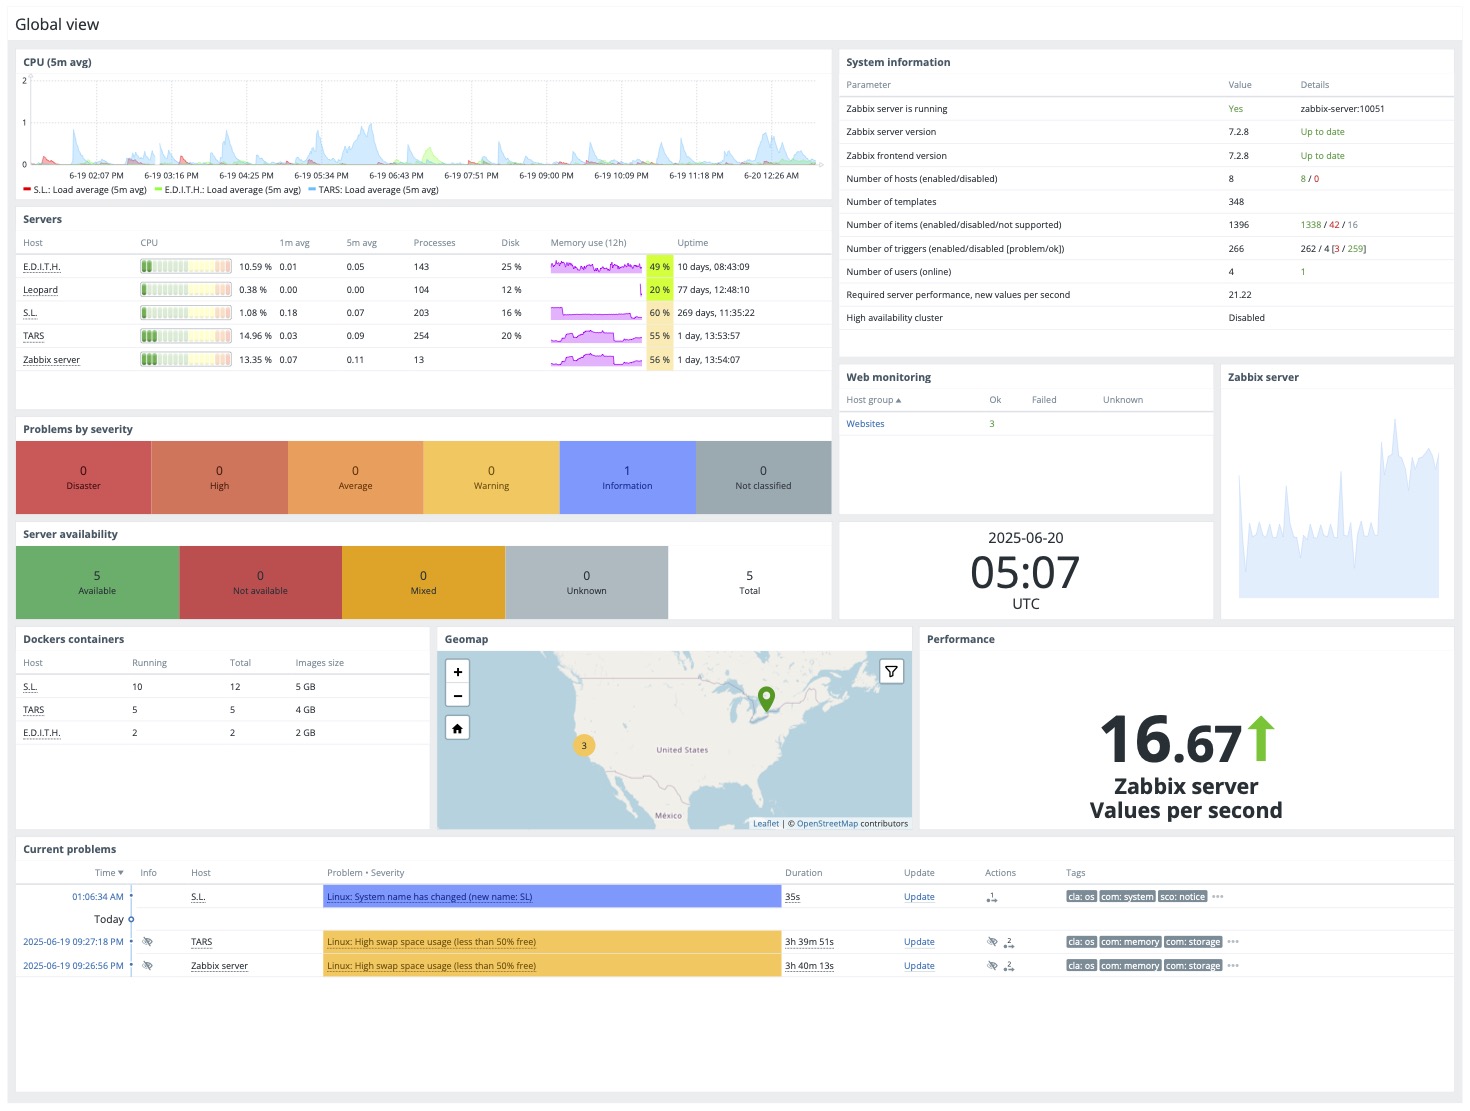 Global view
CPU (5m avg)
2
1
0
6-19 02:07 PM 6-19 03:16 PM 6-19 04:25 PM 6-19 05:34 PM 6-19 06:43 PM 6-19 07:51 PM 6-19 09:00 PM 6-19 10:09 PM 6-19 11:18 PM 6-20 12:26 AM
S.L.: Load average (5m avg) E.D.I.T.H.: Load average (5m avg) TARS: Load average (5m avg)
Servers
Host CPU 1m avg 5m avg Processes Disk Memory use (12h) Uptime
E.D.I.T.H. 10.59 % 0.01 0.05 143 25 % 49 % 10 days, 08:43:09
Leopard 0.38 % 0.00 0.00 104 12 % 20 % 77 days, 12:48:10
S.L. 1.08 % 0.18 0.07 203 16 % 60 % 269 days, 11:35:22
TARS 14.96 % 0.03 0.09 254 20 % 55 % 1 day, 13:53:57
Zabbix server 13.35 % 0.07 0.11 13 56 % 1 day, 13:54:07
System information
Parameter Value Details
Zabbix server is running Yes zabbix-server:10051
Zabbix server version 7.2.8 Up to date
Zabbix frontend version 7.2.8 Up to date
Number of hosts (enabled/disabled) 8 8 / 0
Number of templates 348
Number of items (enabled/disabled/not supported) 1396 1338 / 42 / 16
Number of triggers (enabled/disabled [problem/ok]) 266 262 / 4 [3 / 259]
Number of users (online) 4 1
Required server performance, new values per second 21.22
High availability cluster Disabled
Problems by severity
0 0 0 0 1 0
Disaster High Average Warning Information Not classified
Server availability
5 0 0 0 5
Available Not available Mixed Unknown Total
Web monitoring
Host group ▲ Ok Failed Unknown
Websites 3
2025-06-20
05:07
UTC
Zabbix server
Dockers containers
Host Running Total Images size
S.L. 10 12 5 GB
TARS 5 5 4 GB
E.D.I.T.H. 2 2 2 GB
Geomap
+
−
3
United States
México
Leaflet | © OpenStreetMap contributors
Performance
16.67
Zabbix server
Values per second
Current problems
Time ▼ Info Host Problem • Severity Duration Update Actions Tags
01:06:34 AM S.L. Linux: System name has changed (new name: SL) 35s Update 1 cla: os com: system sco: notice •••
Today
2025-06-19 09:27:18 PM TARS Linux: High swap space usage (less than 50% free) 3h 39m 51s Update 2 cla: os com: memory com: storage •••
2025-06-19 09:26:56 PM Zabbix server Linux: High swap space usage (less than 50% free) 3h 40m 13s Update 2 cla: os com: memory com: storage •••